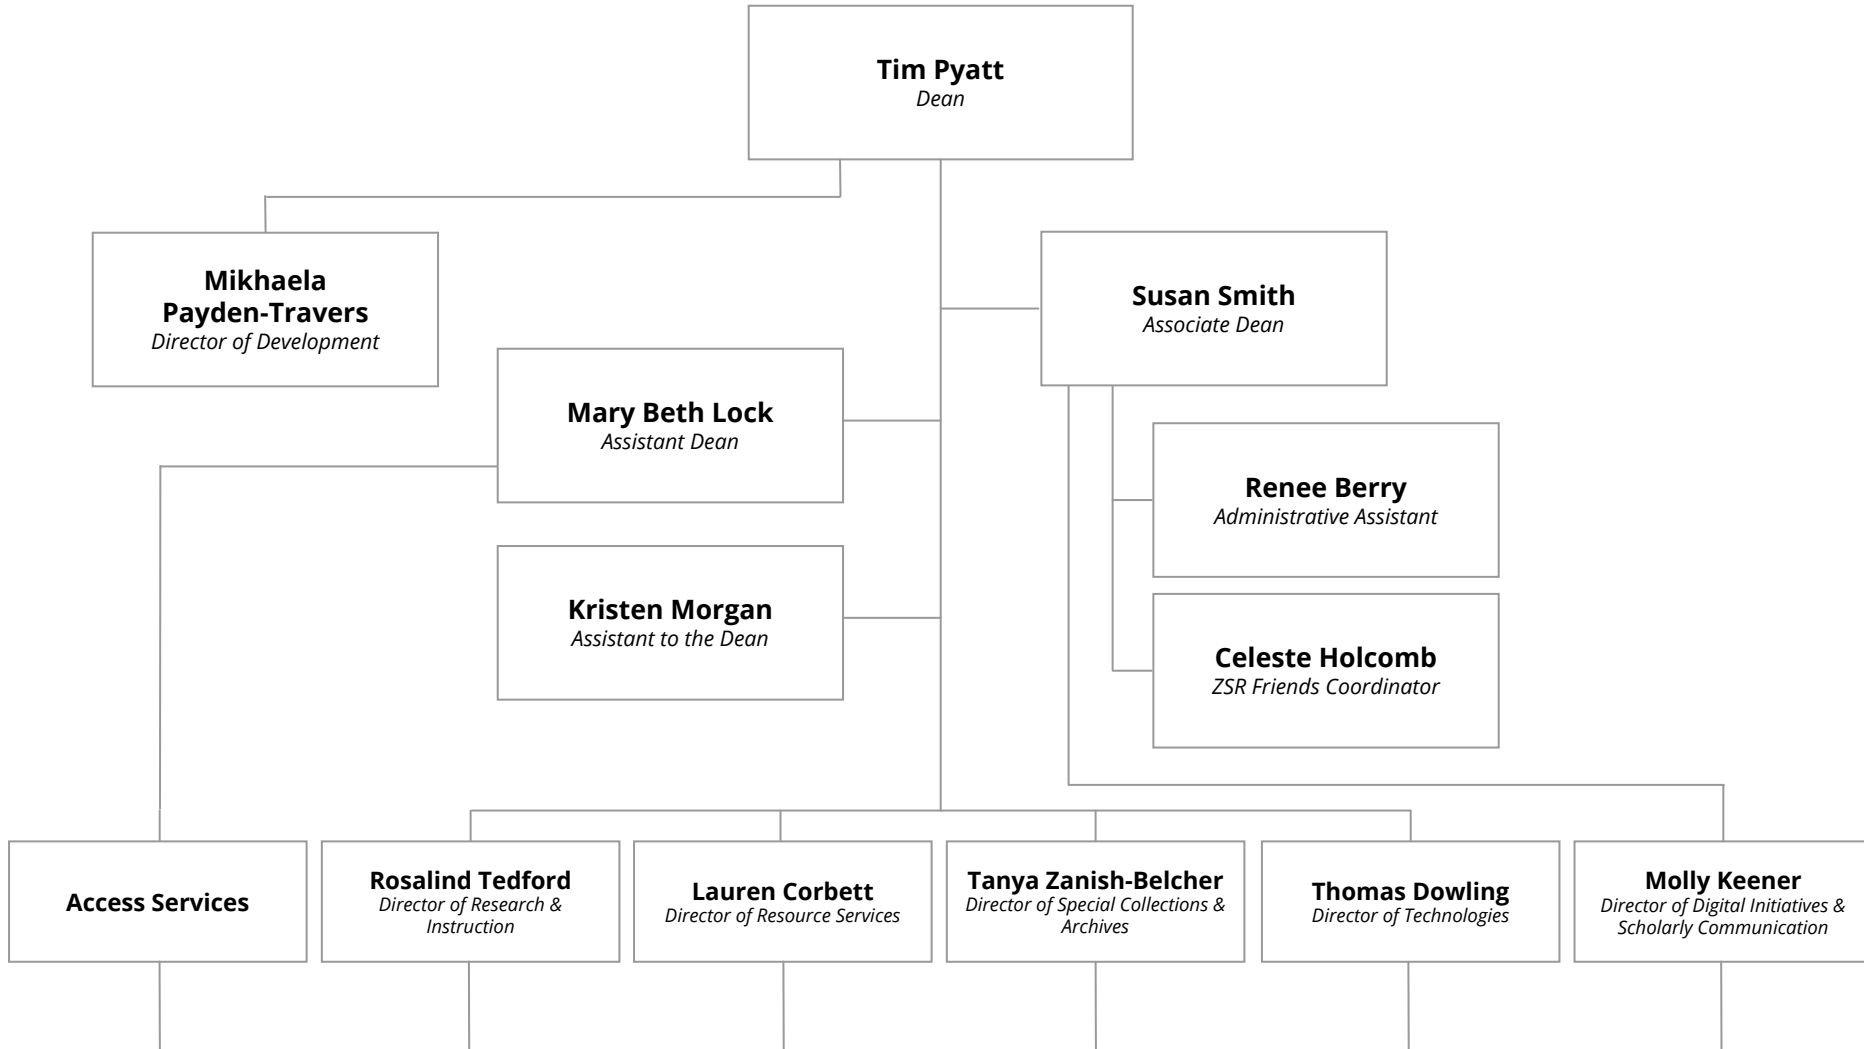 Tim Pyatt
Dean
Mikhaela
Payden-Travers
Director of Development
Susan Smith
Associate Dean
Mary Beth Lock
Assistant Dean
Renee Berry
Administrative Assistant
Kristen Morgan
Assistant to the Dean
Celeste Holcomb
ZSR Friends Coordinator
Access Services
Rosalind Tedford
Director of Research &
Instruction
Lauren Corbett
Director of Resource Services
Tanya Zanish-Belcher
Director of Special Collections &
Archives
Thomas Dowling
Director of Technologies
Molly Keener
Director of Digital Initiatives &
Scholarly Communication